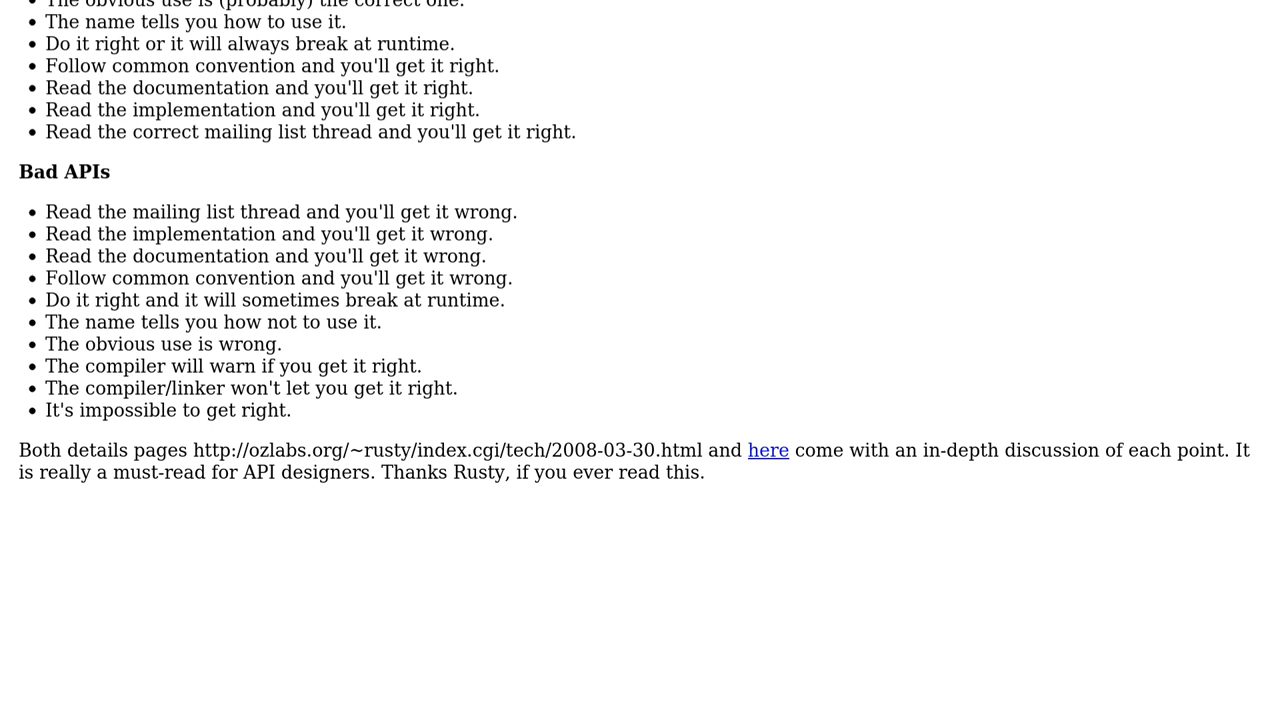 The obvious use is (probably) the correct one.
The name tells you how to use it.
Do it right or it will always break at runtime.
Follow common convention and you'll get it right.
Read the documentation and you'll get it right.
Read the implementation and you'll get it right.
Read the correct mailing list thread and you'll get it right.
Bad APIs
Read the mailing list thread and you'll get it wrong.
Read the implementation and you'll get it wrong.
Read the documentation and you'll get it wrong.
Follow common convention and you'll get it wrong.
Do it right and it will sometimes break at runtime.
The name tells you how not to use it.
The obvious use is wrong.
The compiler will warn if you get it right.
The compiler/linker won't let you get it right.
It's impossible to get right.
Both details pages http://ozlabs.org/~rusty/index.cgi/tech/2008-03-30.html and here come with an in-depth discussion of each point. It
is really a must-read for API designers. Thanks Rusty, if you ever read this.